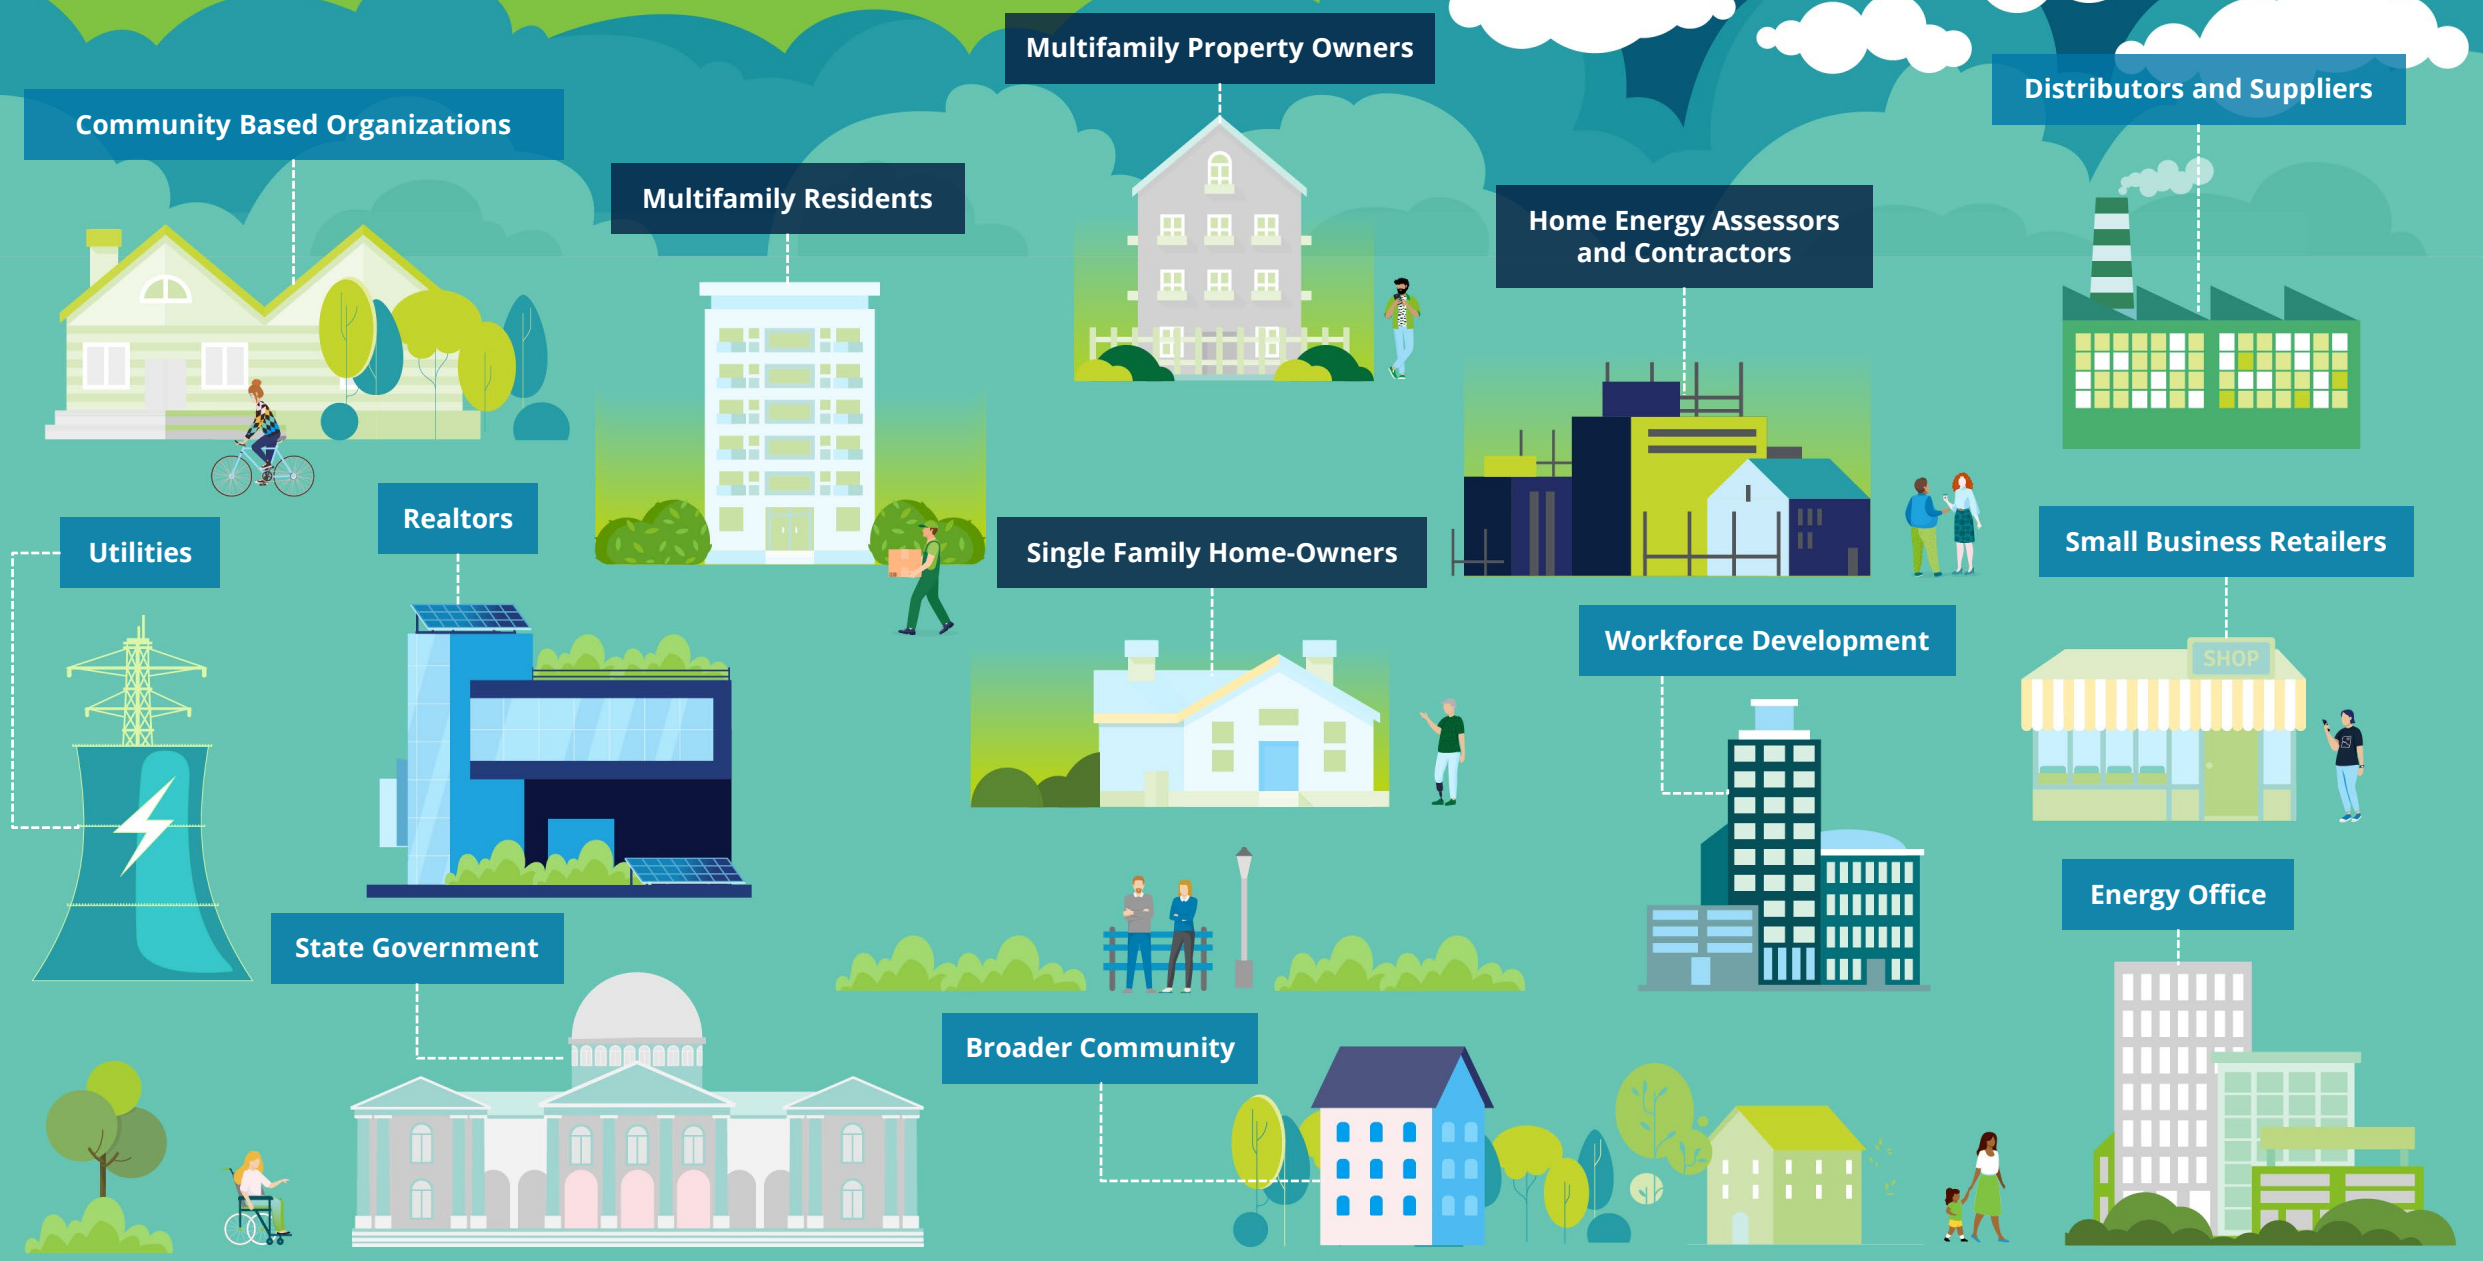 Multifamily Property Owners
Distributors and Suppliers
Community Based Organizations
Multifamily Residents
Home Energy Assessors
and Contractors
Realtors
Utilities
Single Family Home-Owners
Small Business Retailers
Workforce Development
SHOP
Energy Office
State Government
Broader Community